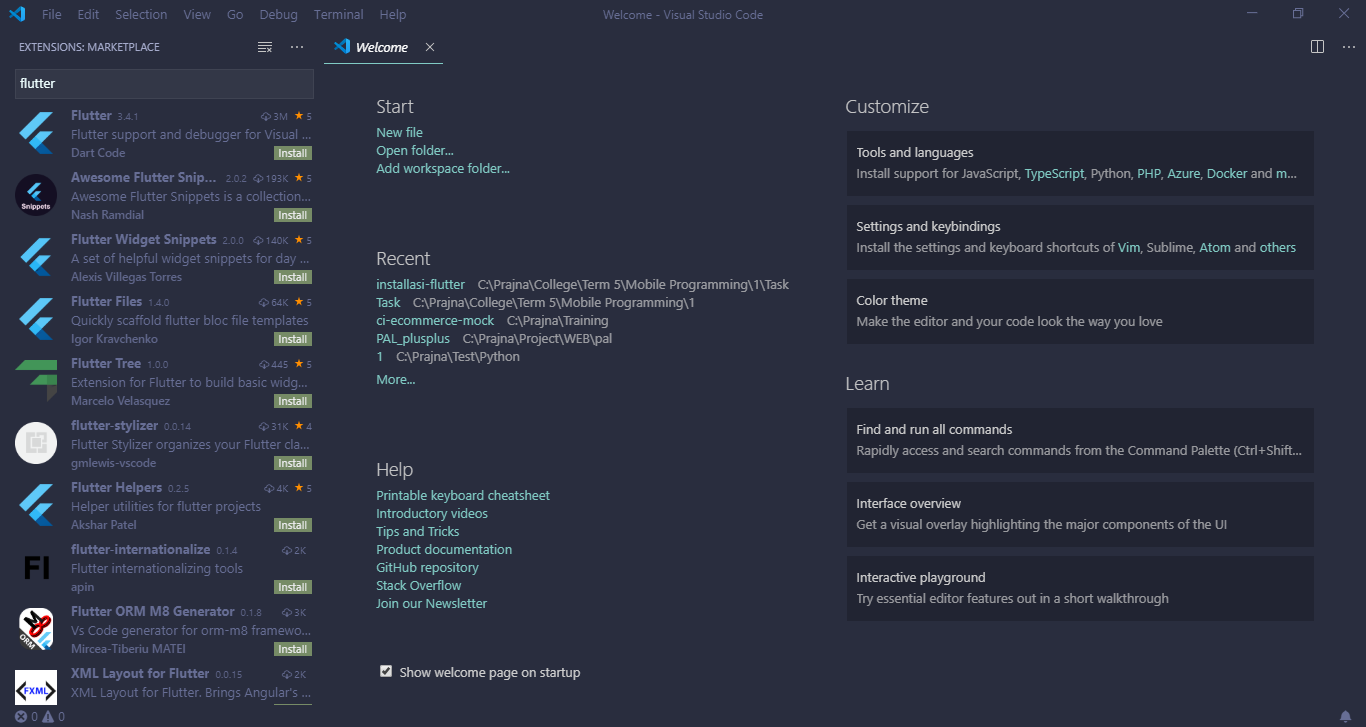 File Edit Selection View Go Debug Terminal Help
Welcome - Visual Studio Code
EXTENSIONS: MARKETPLACE
Welcome
flutter
Flutter 3.4.1 3M 5
Flutter support and debugger for Visual ...
Dart Code Install
Snippets
Awesome Flutter Snip... 2.0.2 193K 5
Awesome Flutter Snippets is a collection...
Nash Ramdial Install
Flutter Widget Snippets 2.0.0 140K 5
A set of helpful widget snippets for day ...
Alexis Villegas Torres Install
Flutter Files 1.4.0 64K 5
Quickly scaffold flutter bloc file templates
Igor Kravchenko Install
Flutter Tree 1.0.0 445 5
Extension for Flutter to build basic widg...
Marcelo Velasquez Install
flutter-stylizer 0.0.14 31K 4
Flutter Stylizer organizes your Flutter cla...
gmlewis-vscode Install
Flutter Helpers 0.2.5 4K 5
Helper utilities for flutter projects
Akshar Patel Install
FI
flutter-internationalize 0.1.4 2K
Flutter internationalizing tools
apin Install
ORM
Flutter ORM M8 Generator 0.1.8 3K
Vs Code generator for orm-m8 framewo...
Mircea-Tiberiu MATEI Install
<FXML>
XML Layout for Flutter 0.0.15 2K
XML Layout for Flutter. Brings Angular's ...
0 0
Start
New file
Open folder...
Add workspace folder...
Recent
installasi-flutter C:\Prajna\College\Term 5\Mobile Programming\1\Task
Task C:\Prajna\College\Term 5\Mobile Programming\1
ci-ecommerce-mock C:\Prajna\Training
PAL_plusplus C:\Prajna\Project\WEB\pal
1 C:\Prajna\Test\Python
More...
Help
Printable keyboard cheatsheet
Introductory videos
Tips and Tricks
Product documentation
GitHub repository
Stack Overflow
Join our Newsletter
Show welcome page on startup
Customize
Tools and languages
Install support for JavaScript, TypeScript, Python, PHP, Azure, Docker and m...
Settings and keybindings
Install the settings and keyboard shortcuts of Vim, Sublime, Atom and others
Color theme
Make the editor and your code look the way you love
Learn
Find and run all commands
Rapidly access and search commands from the Command Palette (Ctrl+Shift...
Interface overview
Get a visual overlay highlighting the major components of the UI
Interactive playground
Try essential editor features out in a short walkthrough